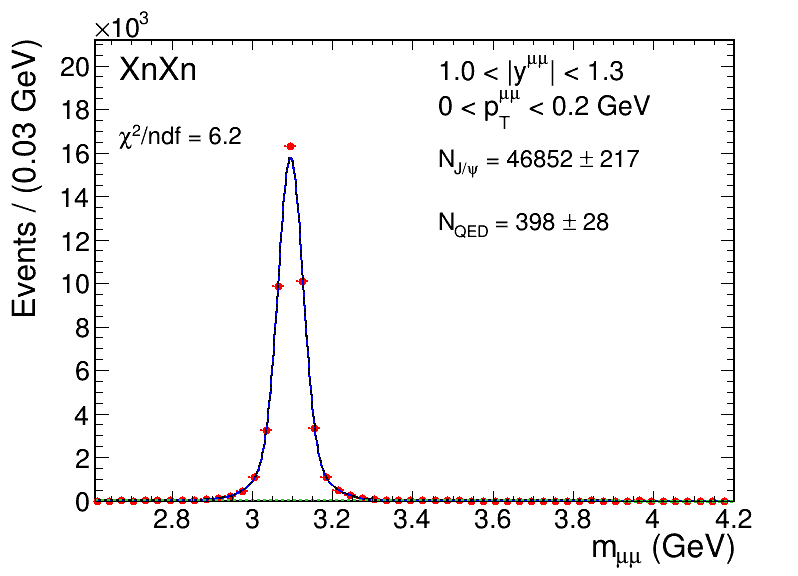 ×10³
Events / (0.03 GeV)
20
18
16
14
12
10
8
6
4
2
0
XnXn
χ²/ndf = 6.2
1.0 < |y^μμ| < 1.3
0 < p_T^μμ < 0.2 GeV
N_J/ψ = 46852 ± 217
N_QED = 398 ± 28
2.8 3 3.2 3.4 3.6 3.8 4 4.2
m_μμ (GeV)